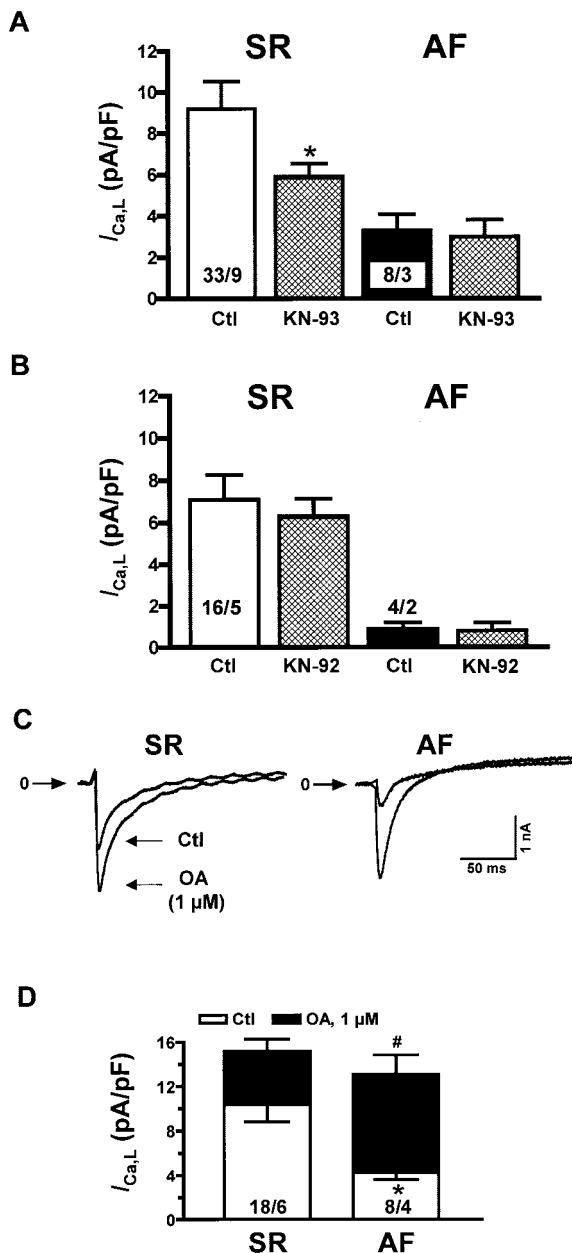 A
SR AF
I Ca,L (pA/pF)
12
10
8
6
4
2
0
*
33/9
8/3
Ctl KN-93 Ctl KN-93
B
SR AF
I Ca,L (pA/pF)
12
10
8
6
4
2
0
16/5
4/2
Ctl KN-92 Ctl KN-92
C
SR AF
0
0
Ctl
OA
(1 µM)
1 nA
50 ms
D
Ctl OA, 1 µM
I Ca,L (pA/pF)
16
12
8
4
0
#
*
18/6
8/4
SR AF